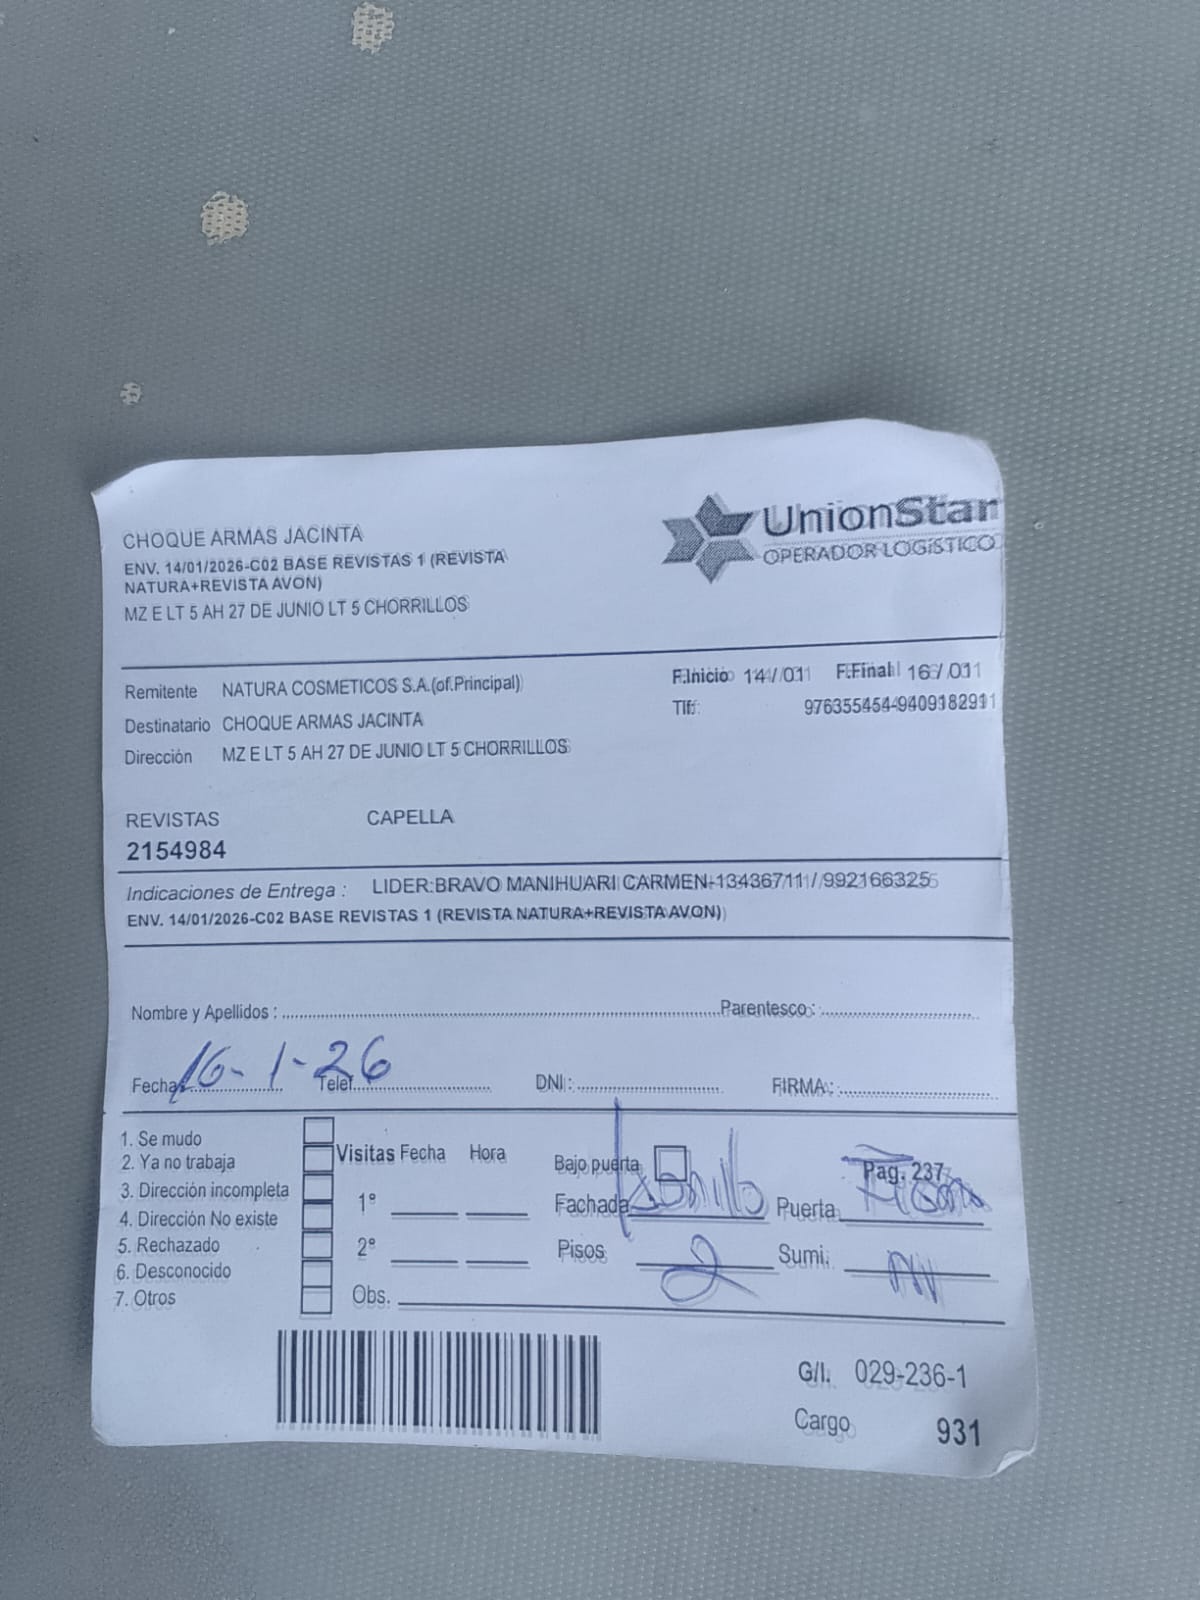 CHOQUE ARMAS JACINTA
ENV. 14/01/2026-C02 BASE REVISTAS 1 (REVISTA
NATURA+REVISTA AVON)
MZ E LT 5 AH 27 DE JUNIO LT 5 CHORRILLOS
UnionStar
OPERADOR LOGíSTICO
Remitente NATURA COSMETICOS S.A.(of.Principal)
F.Inicio 14/01 F.Final 16/01
Destinatario CHOQUE ARMAS JACINTA
Tlf: 976355454-940918291
Dirección MZ E LT 5 AH 27 DE JUNIO LT 5 CHORRILLOS
REVISTAS CAPELLA
2154984
Indicaciones de Entrega : LIDER:BRAVO MANIHUARI CARMEN-13436711/992166325
ENV. 14/01/2026-C02 BASE REVISTAS 1 (REVISTA NATURA+REVISTA AVON)
Nombre y Apellidos : Parentesco :
Fecha 16-1-26 Telef. DNI : FIRMA :
1. Se mudo
2. Ya no trabaja
3. Dirección incompleta
4. Dirección No existe
5. Rechazado
6. Desconocido
7. Otros
Visitas Fecha Hora
1°
2°
Obs.
Bajo puerta Pag. 237
Fachada Puerta
Pisos 2 Sumi.
G/I. 029-236-1
Cargo 931